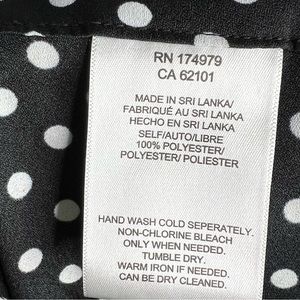 RN 174979
CA 62101
MADE IN SRI LANKA/
FABRIQUÉ AU SRI LANKA
HECHO EN SRI LANKA
SELF/AUTO/LIBRE
100% POLYESTER/
POLYESTER/ POLIESTER
HAND WASH COLD SEPERATELY.
NON-CHLORINE BLEACH
ONLY WHEN NEEDED.
TUMBLE DRY.
WARM IRON IF NEEDED.
CAN BE DRY CLEANED.